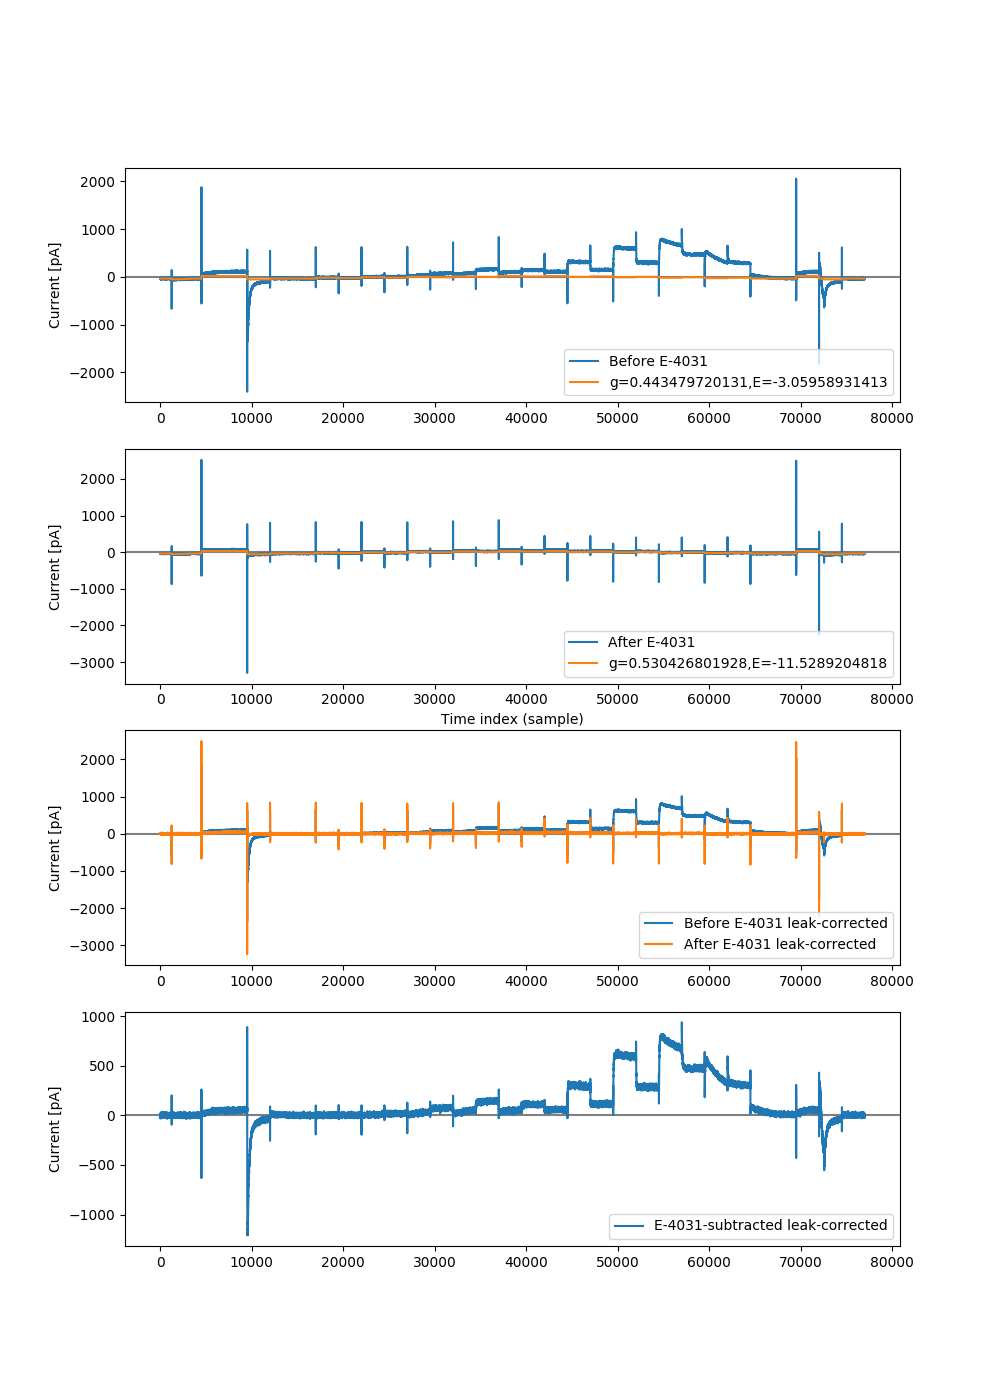 2000
1000
0
−1000
−2000
Current [pA]
Before E-4031
g=0.443479720131,E=-3.05958931413
0 10000 20000 30000 40000 50000 60000 70000 80000
2000
1000
0
−1000
−2000
−3000
Current [pA]
After E-4031
g=0.530426801928,E=-11.5289204818
0 10000 20000 30000 40000 50000 60000 70000 80000
Time index (sample)
2000
1000
0
−1000
−2000
−3000
Current [pA]
Before E-4031 leak-corrected
After E-4031 leak-corrected
0 10000 20000 30000 40000 50000 60000 70000 80000
1000
500
0
−500
−1000
Current [pA]
E-4031-subtracted leak-corrected
0 10000 20000 30000 40000 50000 60000 70000 80000